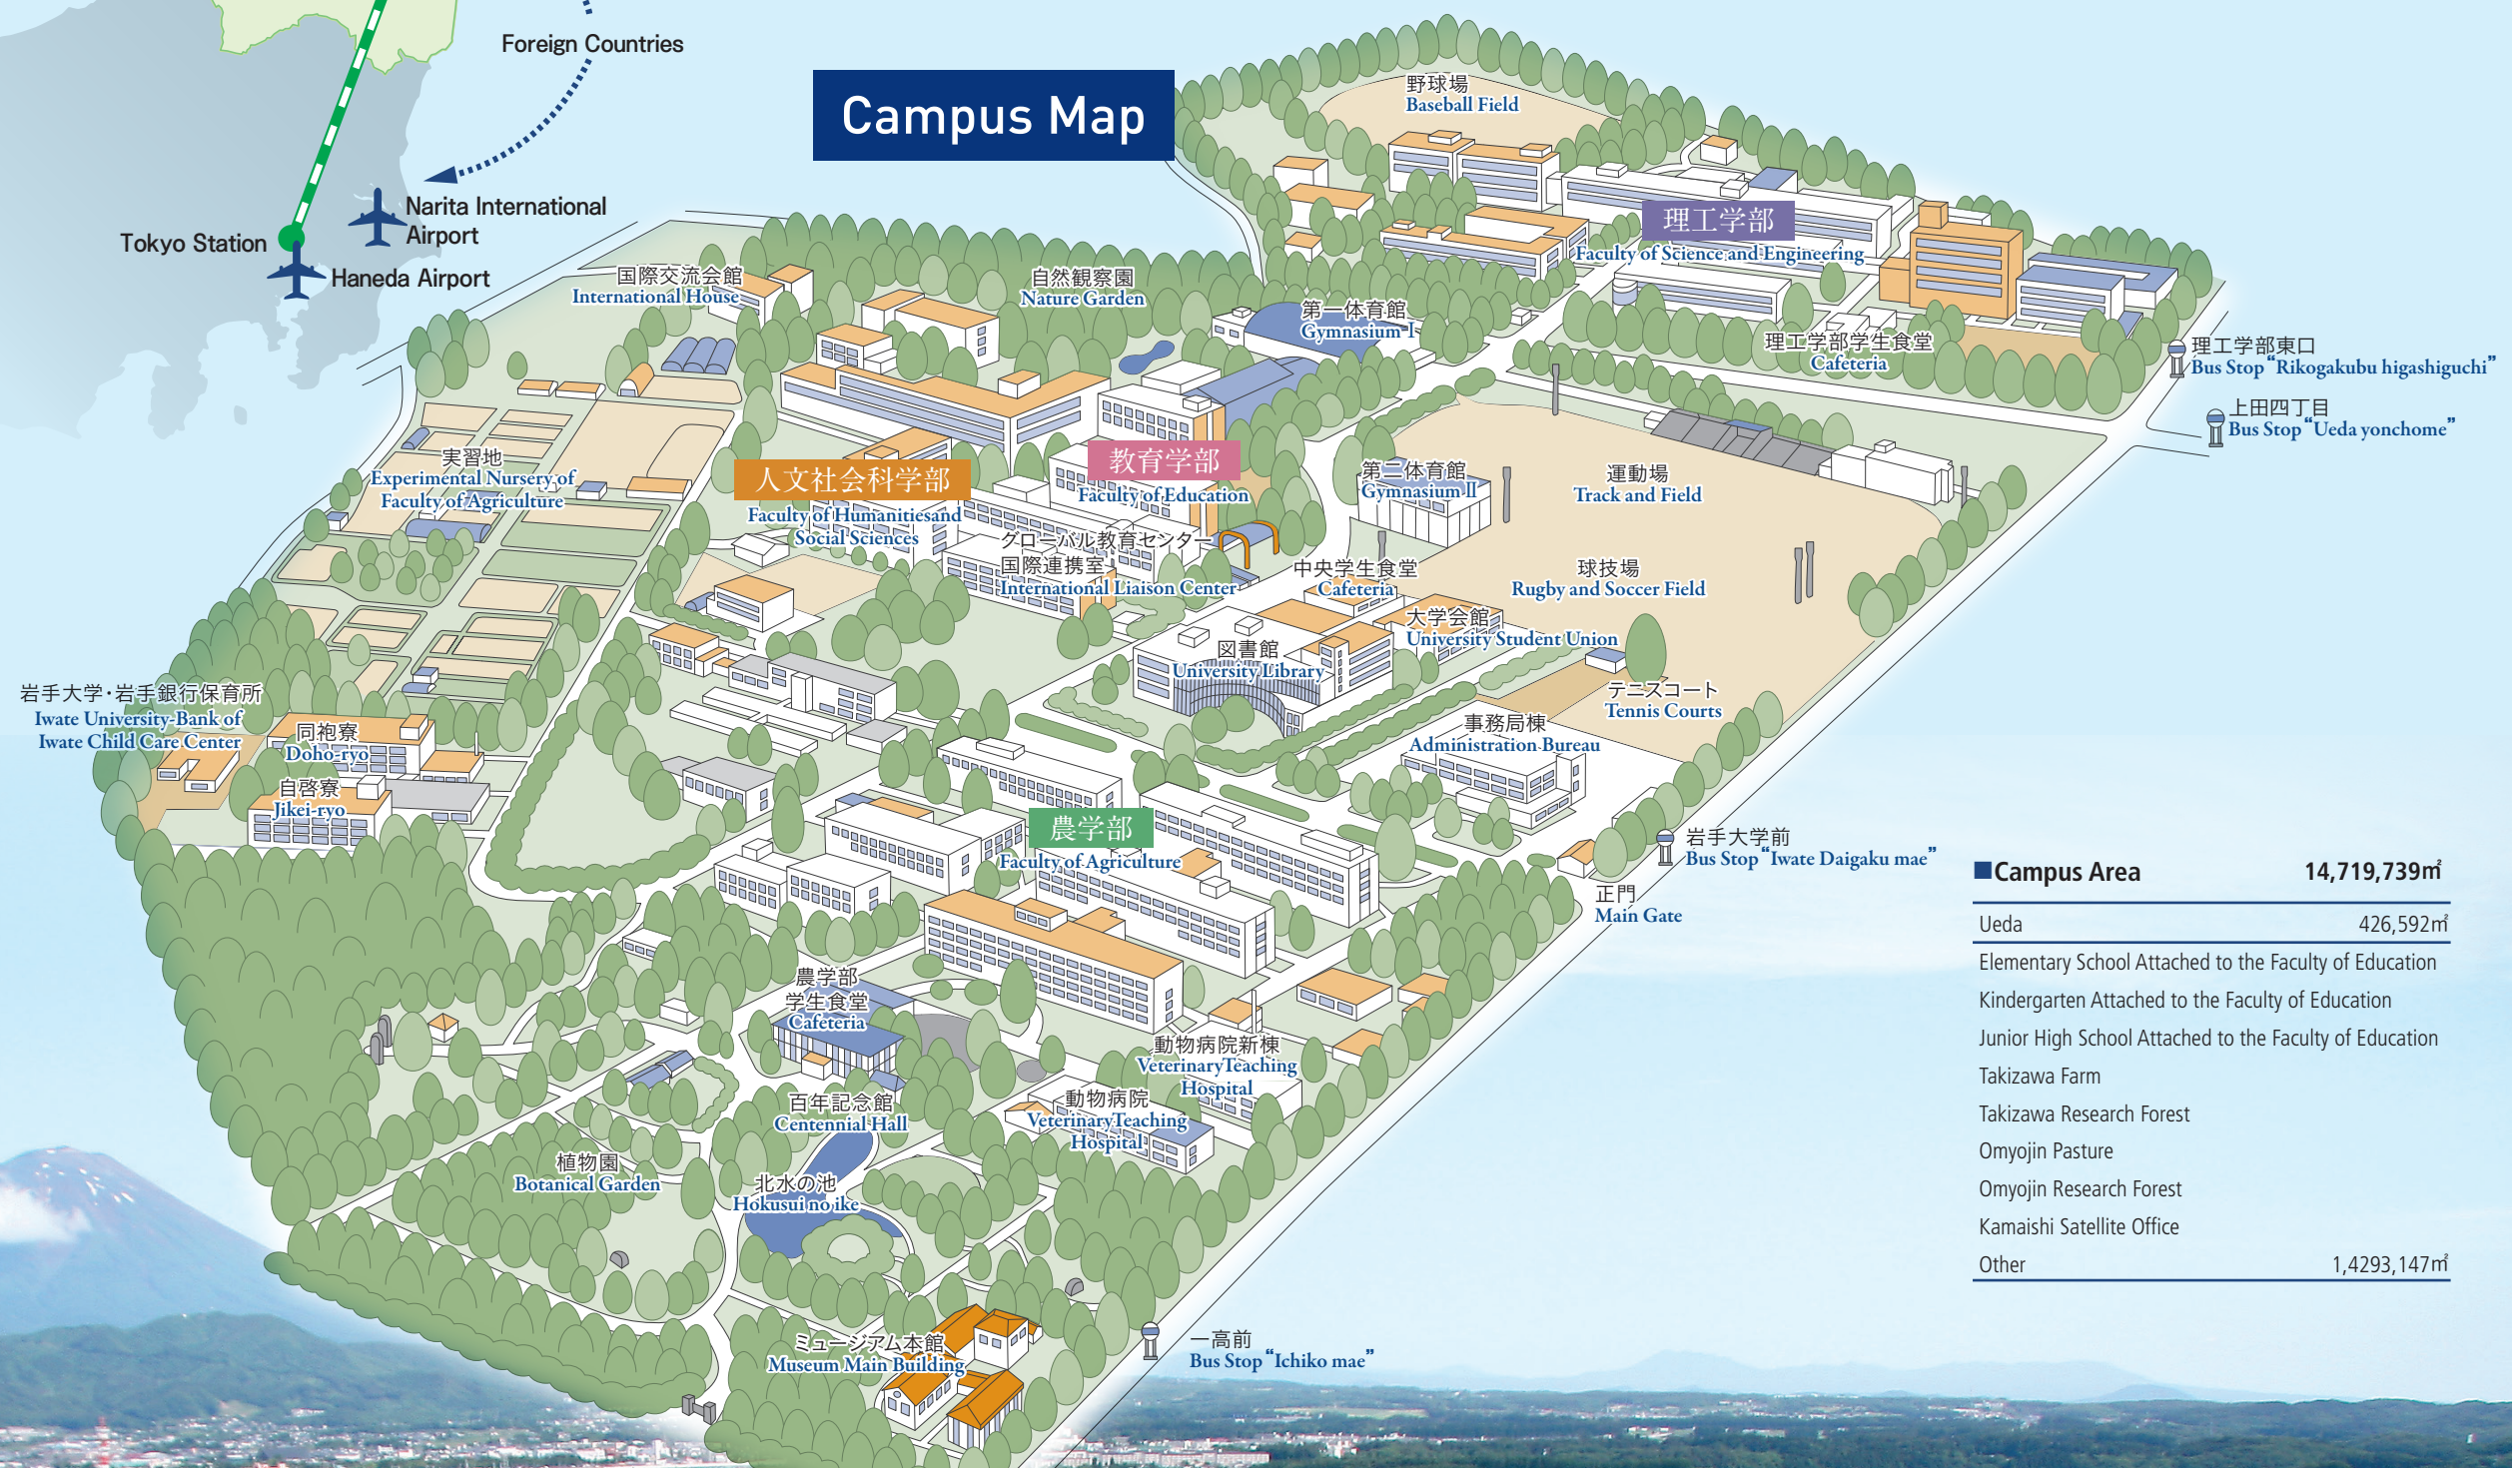 Foreign Countries
Campus Map
Narita International
Airport
Tokyo Station
Haneda Airport
野球場
Baseball Field
理工学部
Faculty of Science and Engineering
国際交流会館
International House
自然観察園
Nature Garden
第一体育館
Gymnasium I
理工学部学生食堂
Cafeteria
理工学部東口
Bus Stop “Rikogakubu higashiguchi”
上田四丁目
Bus Stop “Ueda yonchome”
実習地
Experimental Nursery of
Faculty of Agriculture
人文社会科学部
Faculty of Humanitiesand
Social Sciences
教育学部
Faculty of Education
第二体育館
Gymnasium II
運動場
Track and Field
グローバル教育センター
国際連携室
International Liaison Center
中央学生食堂
Cafeteria
球技場
Rugby and Soccer Field
大学会館
University Student Union
図書館
University Library
テニスコート
Tennis Courts
岩手大学・岩手銀行保育所
Iwate University-Bank of
Iwate Child Care Center
同袍寮
Doho-ryo
自啓寮
Jikei-ryo
事務局棟
Administration Bureau
農学部
Faculty of Agriculture
岩手大学前
Bus Stop “Iwate Daigaku mae”
正門
Main Gate
農学部
学生食堂
Cafeteria
動物病院新棟
VeterinaryTeaching
Hospital
動物病院
VeterinaryTeaching
Hospital
百年記念館
Centennial Hall
植物園
Botanical Garden
北水の池
Hokusui no ike
ミュージアム本館
Museum Main Building
一高前
Bus Stop “Ichiko mae”
■Campus Area 14,719,739㎡
Ueda 426,592㎡
Elementary School Attached to the Faculty of Education
Kindergarten Attached to the Faculty of Education
Junior High School Attached to the Faculty of Education
Takizawa Farm
Takizawa Research Forest
Omyojin Pasture
Omyojin Research Forest
Kamaishi Satellite Office
Other 1,4293,147㎡